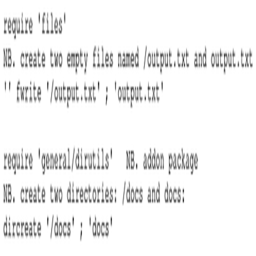 require 'files'
NB. create two empty files named /output.txt and output.txt
'' fwrite '/output.txt' ; 'output.txt'
require 'general/dirutils'   NB. addon package
NB. create two directories: /docs and docs:
dircreate '/docs' ; 'docs'